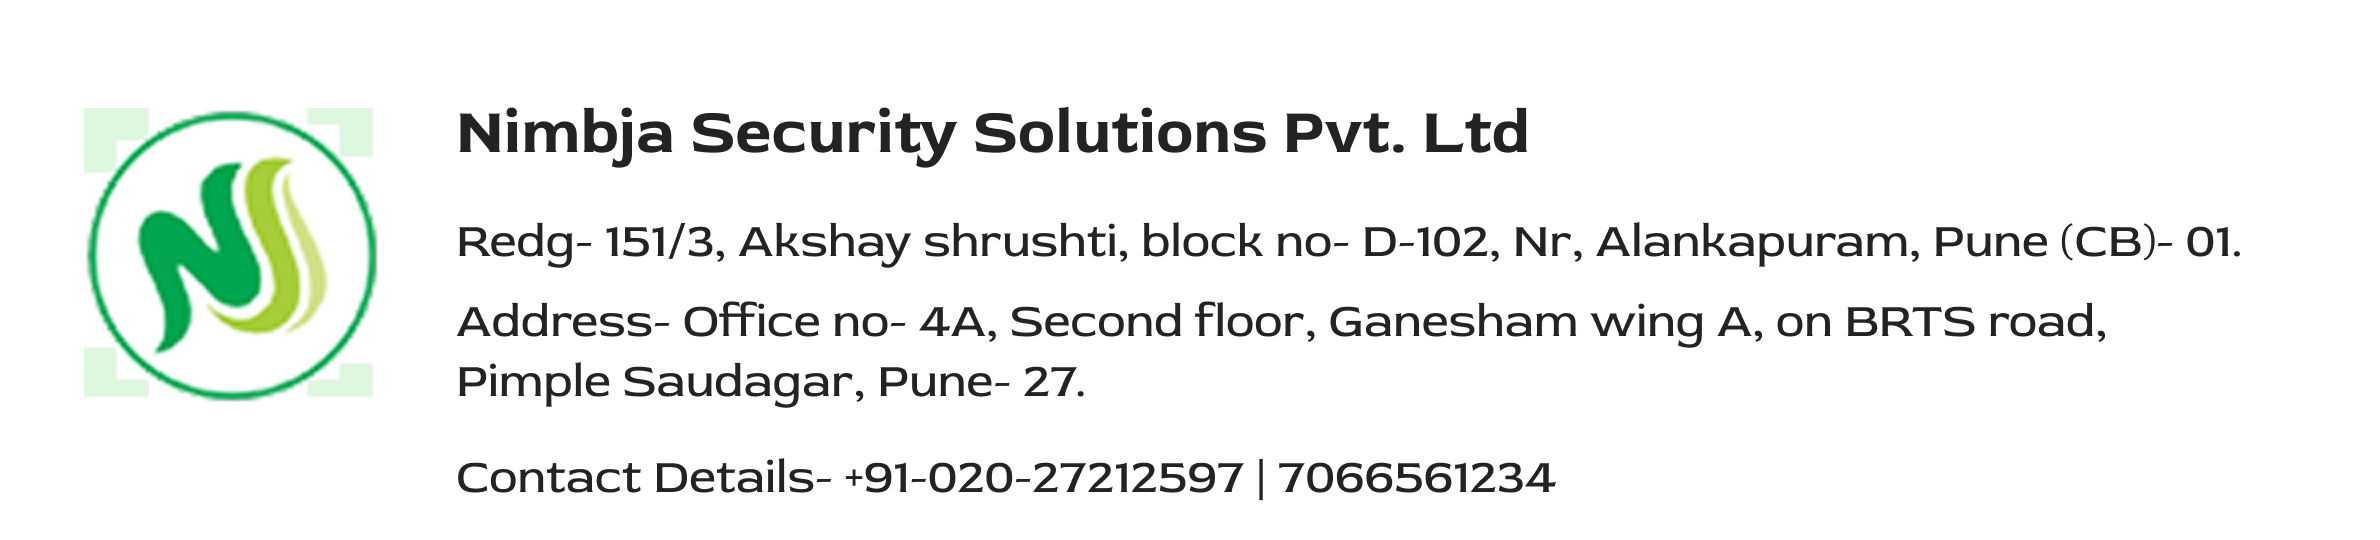 Nimbja Security Solutions Pvt. Ltd
Redg- 151/3, Akshay shrushti, block no- D-102, Nr, Alankapuram, Pune (CB)- 01.
Address- Office no- 4A, Second floor, Ganesham wing A, on BRTS road,
Pimple Saudagar, Pune- 27.
Contact Details- +91-020-27212597 | 7066561234